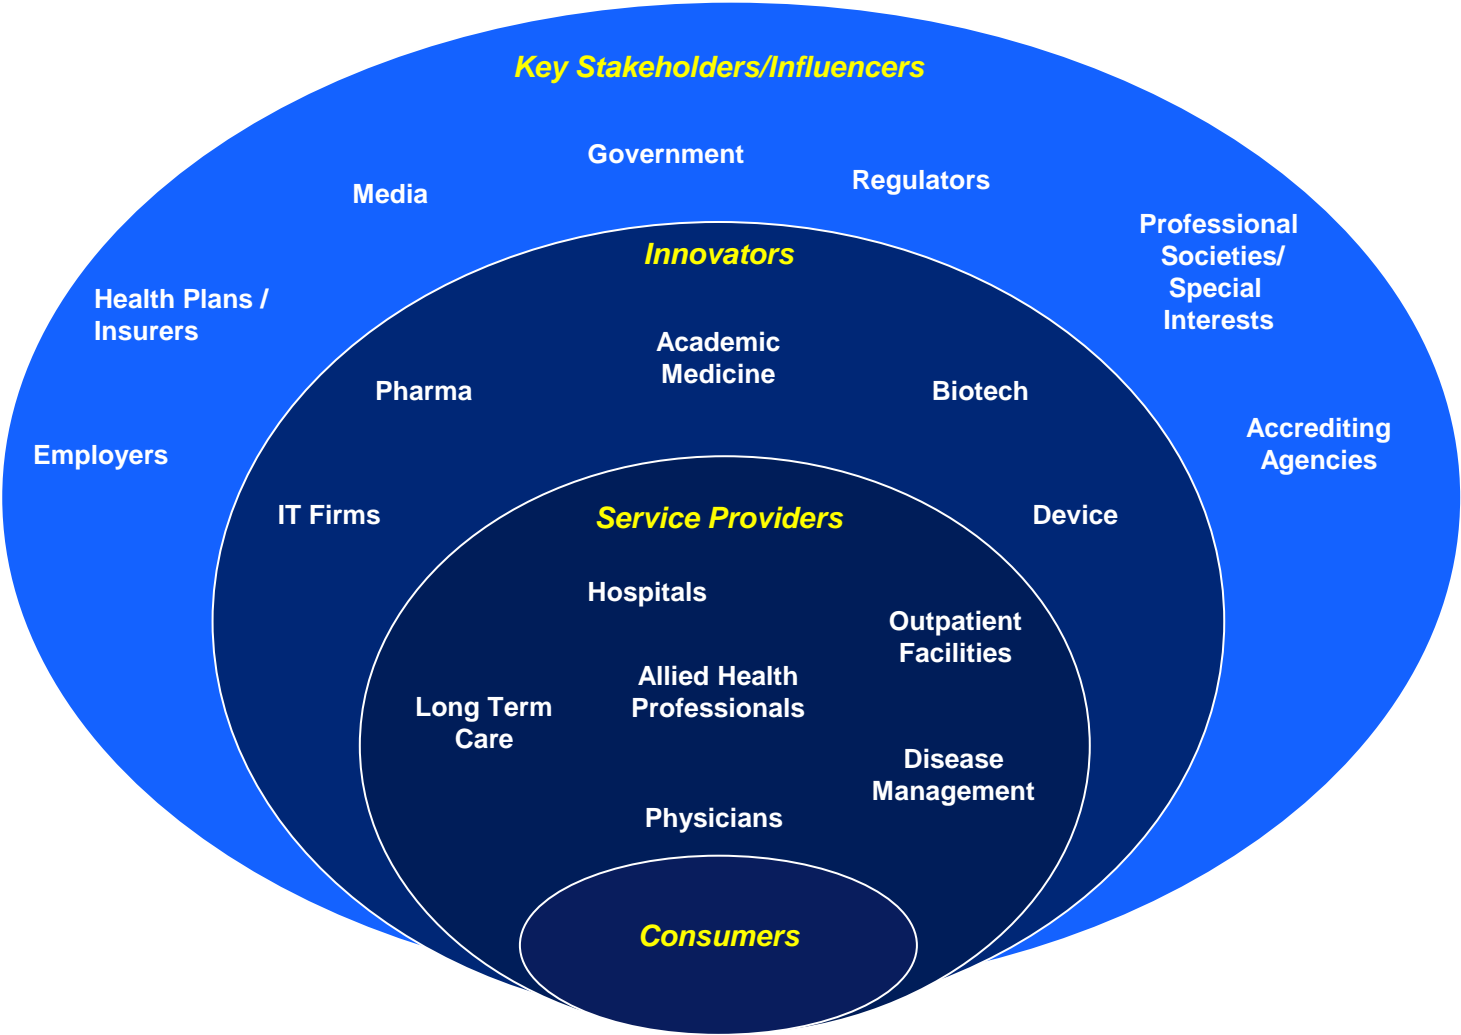 Key Stakeholders/Influencers
Government
Regulators
Media
Professional
Societies/
Special
Interests
Health Plans /
Insurers
Employers
Accrediting
Agencies
Innovators
Academic
Medicine
Pharma
Biotech
IT Firms
Device
Service Providers
Hospitals
Outpatient
Facilities
Allied Health
Professionals
Long Term
Care
Disease
Management
Physicians
Consumers